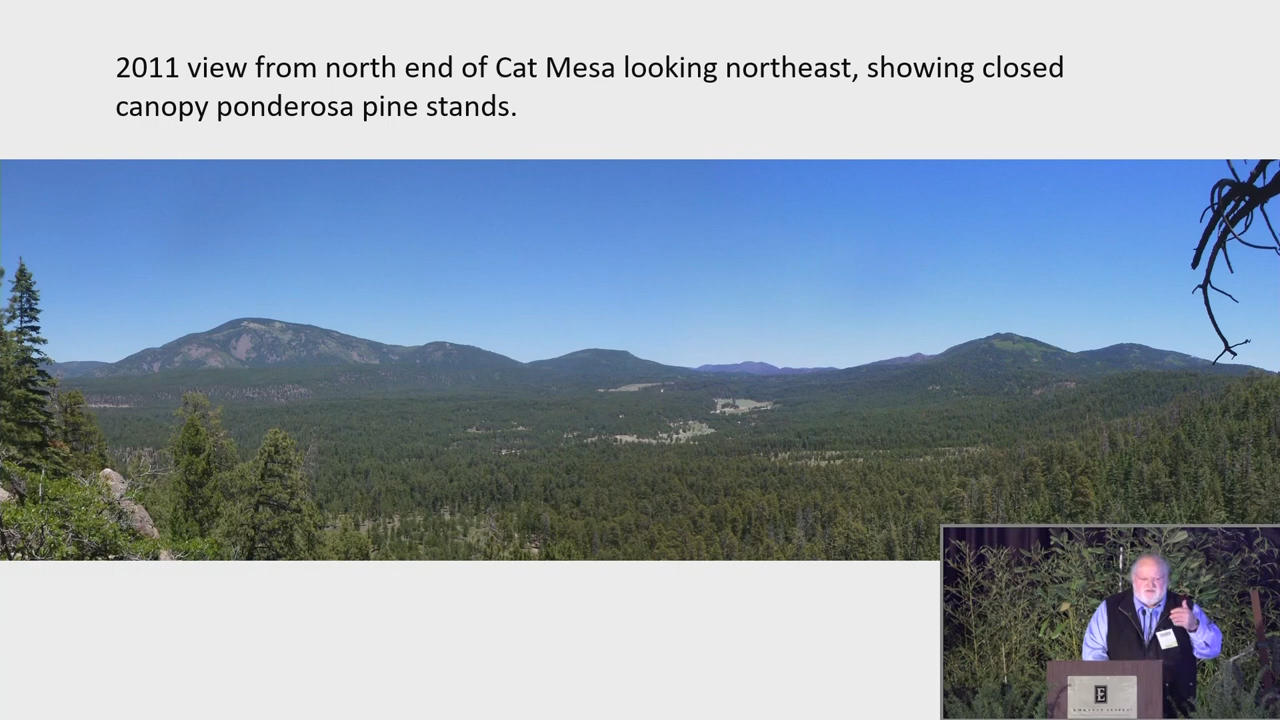 2011 view from north end of Cat Mesa looking northeast, showing closed
canopy ponderosa pine stands.
E